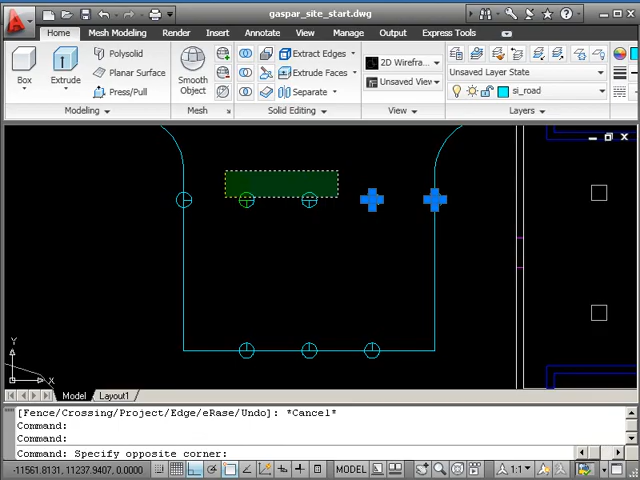 gaspar_site_start.dwg
Home Mesh Modeling Render Insert Annotate View Manage Output Express Tools
Box
Extrude
Polysolid
Planar Surface
Press/Pull
Smooth
Object
Extrude Edges
Extrude Faces
Separate
2D Wirefra...
Unsaved View
Unsaved Layer State
si_road
Modeling Mesh Solid Editing View Layers
Y
X
Model Layout1
[Fence/Crossing/Project/Edge/eRase/Undo]: *Cancel*
Command:
Command:
Command: Specify opposite corner:
-11561.8131, 11237.9407, 0.0000 MODEL 1:1